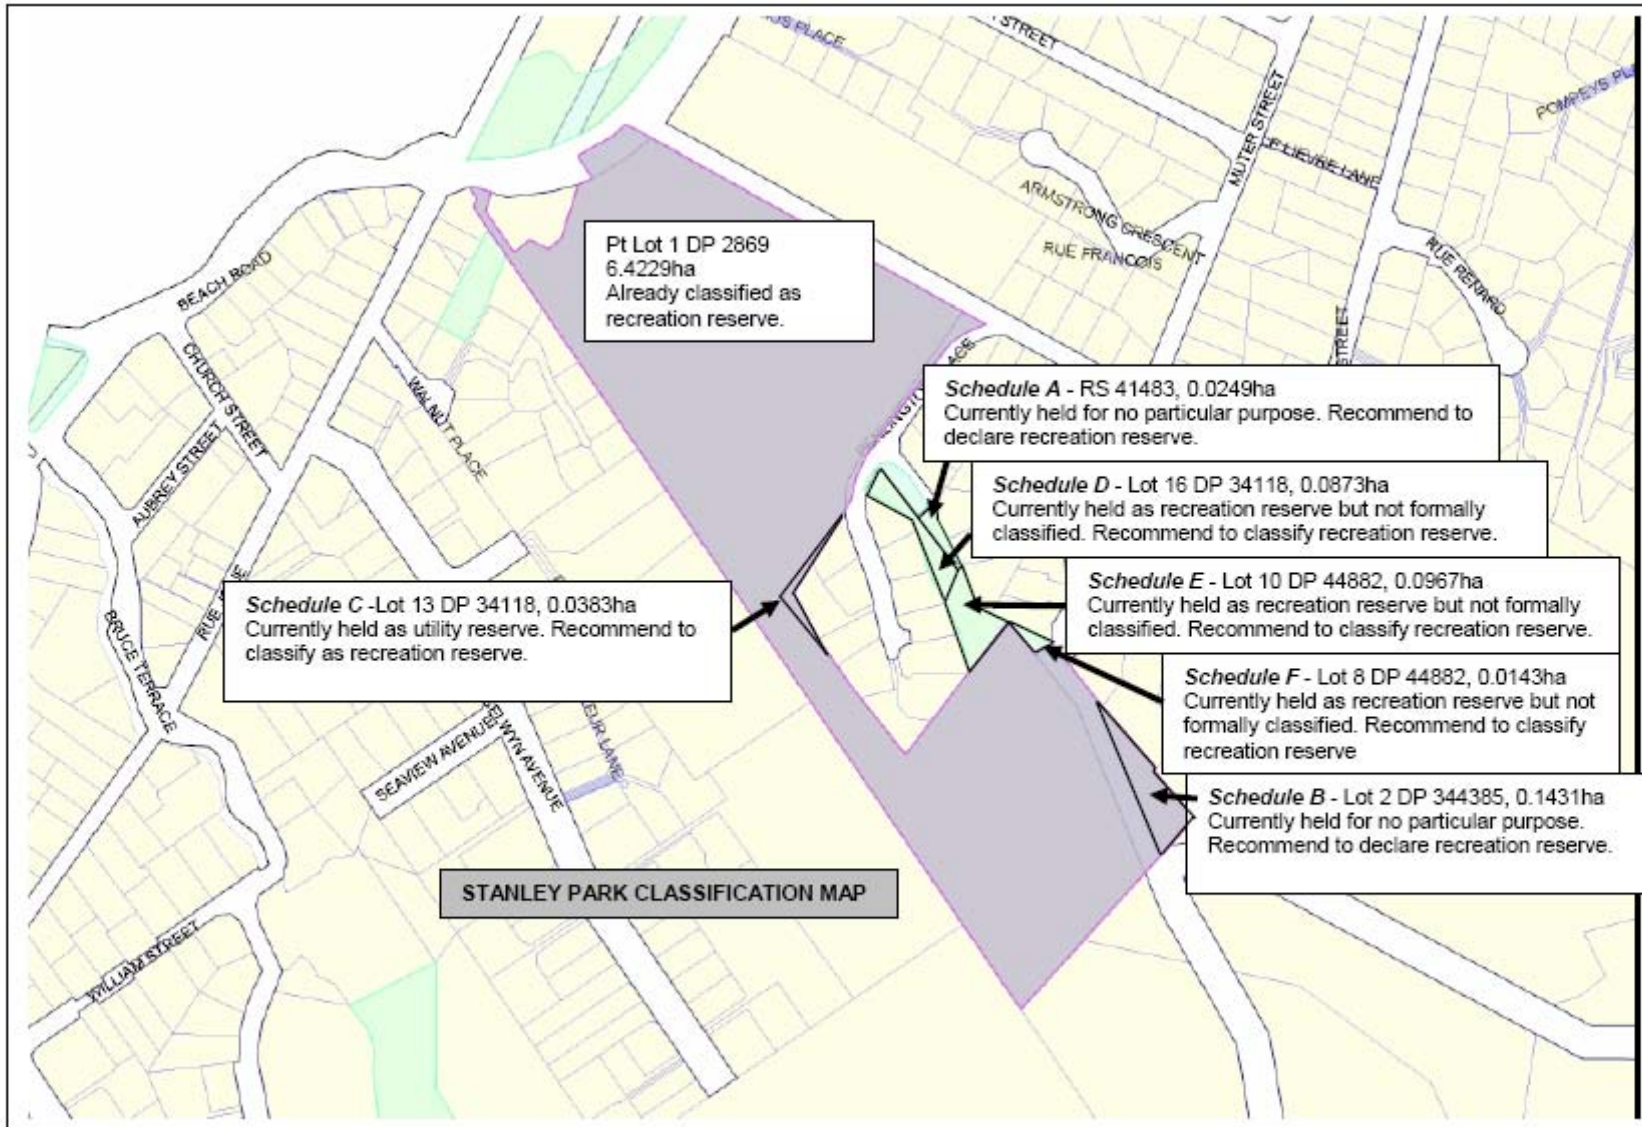 STREET
POMPEYS
MUTER STREET
LIEVRE LANE
ARMSTRONG CRESCENT
RUE FRANCOIS
RUE RENARD
STREET
BEACH ROAD
CHURCH STREET
AUBREY STREET
WALNUT PLACE
Pt Lot 1 DP 2869
6.4229ha
Already classified as
recreation reserve.
Schedule A - RS 41483, 0.0249ha
Currently held for no particular purpose. Recommend to
declare recreation reserve.
Schedule D - Lot 16 DP 34118, 0.0873ha
Currently held as recreation reserve but not formally
classified. Recommend to classify recreation reserve.
Schedule E - Lot 10 DP 44882, 0.0967ha
Currently held as recreation reserve but not formally
classified. Recommend to classify recreation reserve.
Schedule C -Lot 13 DP 34118, 0.0383ha
Currently held as utility reserve. Recommend to
classify as recreation reserve.
Schedule F - Lot 8 DP 44882, 0.0143ha
Currently held as recreation reserve but not
formally classified. Recommend to classify
recreation reserve
Schedule B - Lot 2 DP 344385, 0.1431ha
Currently held for no particular purpose.
Recommend to declare recreation reserve.
RUE
BRUCE TERRACE
SEAVIEW AVENUE
SELWYN AVENUE
LANE
STANLEY PARK CLASSIFICATION MAP
WILLIAM STREET